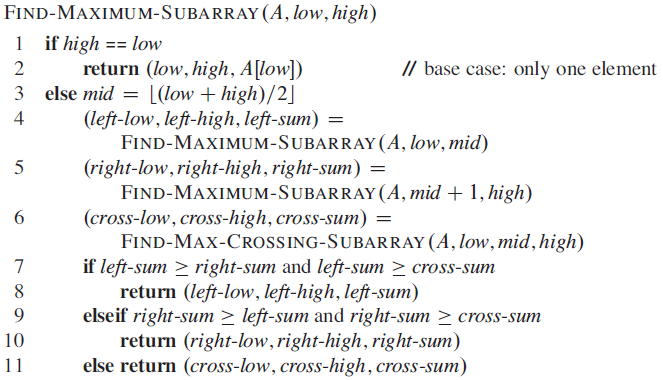 FIND-MAXIMUM-SUBARRAY(A, low, high)
1 if high == low
2 return (low, high, A[low]) // base case: only one element
3 else mid = ⌊(low + high)/2⌋
4 (left-low, left-high, left-sum) =
FIND-MAXIMUM-SUBARRAY(A, low, mid)
5 (right-low, right-high, right-sum) =
FIND-MAXIMUM-SUBARRAY(A, mid + 1, high)
6 (cross-low, cross-high, cross-sum) =
FIND-MAX-CROSSING-SUBARRAY(A, low, mid, high)
7 if left-sum ≥ right-sum and left-sum ≥ cross-sum
8 return (left-low, left-high, left-sum)
9 elseif right-sum ≥ left-sum and right-sum ≥ cross-sum
10 return (right-low, right-high, right-sum)
11 else return (cross-low, cross-high, cross-sum)